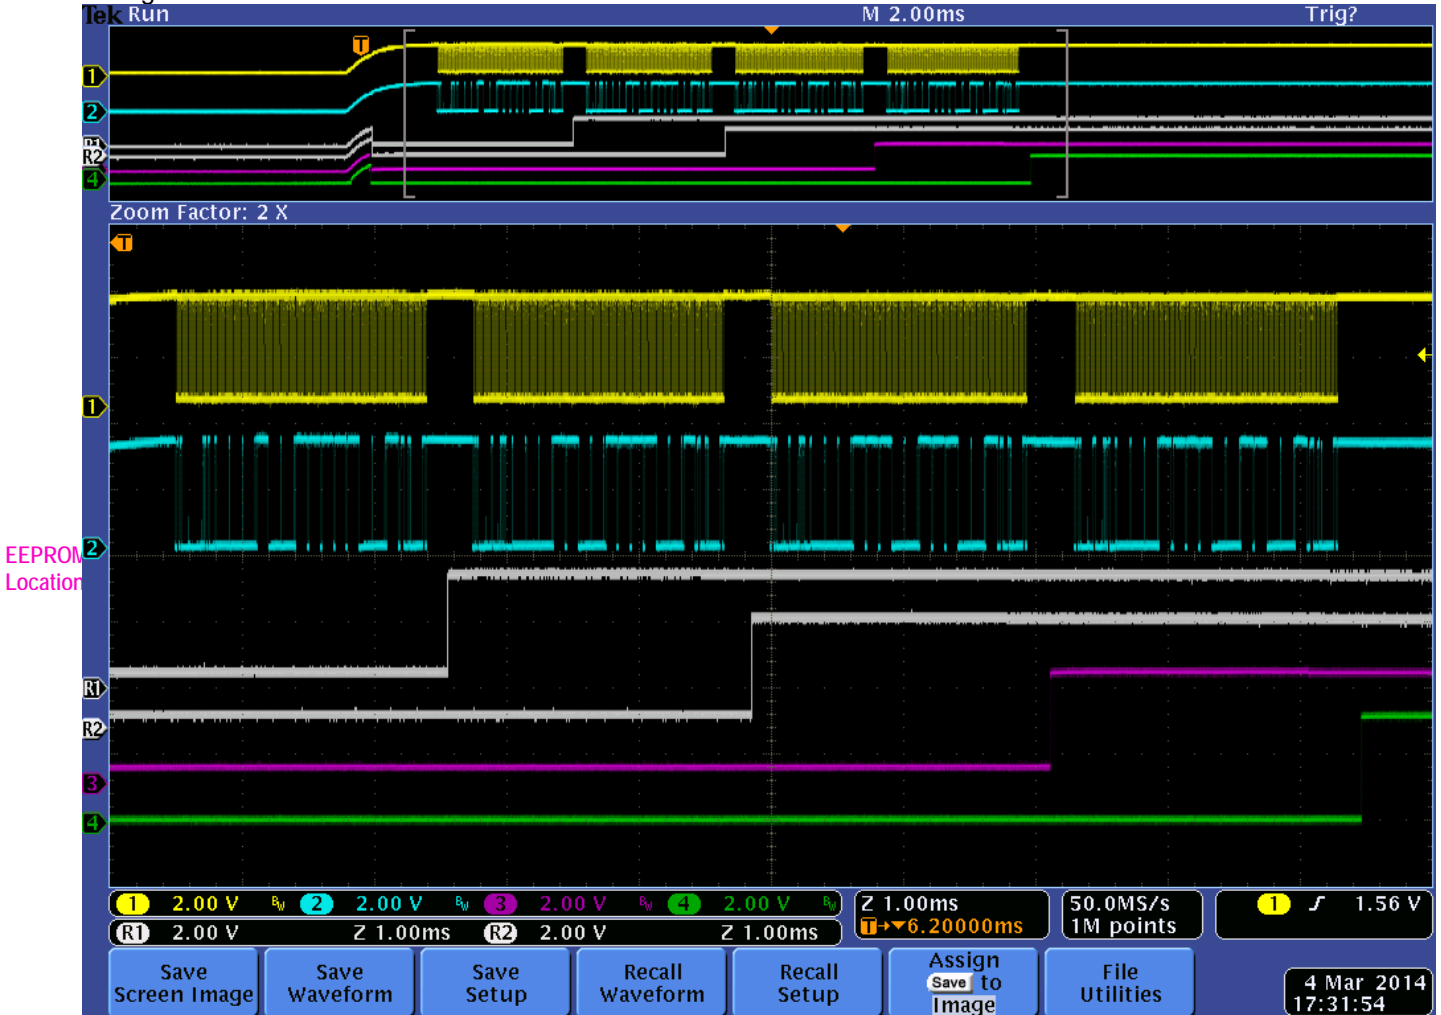 Tek Run M 2.00ms Trig?
T
1
2
R2
4
Zoom Factor: 2 X
T
1
EEPROM
Location
2
R1
R2
3
4
1 2.00 V BW 2 2.00 V BW 3 2.00 V BW 4 2.00 V BW Z 1.00ms 50.0MS/s 1 1.56 V
R1 2.00 V Z 1.00ms R2 2.00 V Z 1.00ms T→▼6.20000ms 1M points
Save Screen Image
Save Waveform
Save Setup
Recall Waveform
Recall Setup
Assign Save to Image
File Utilities
4 Mar 2014
17:31:54